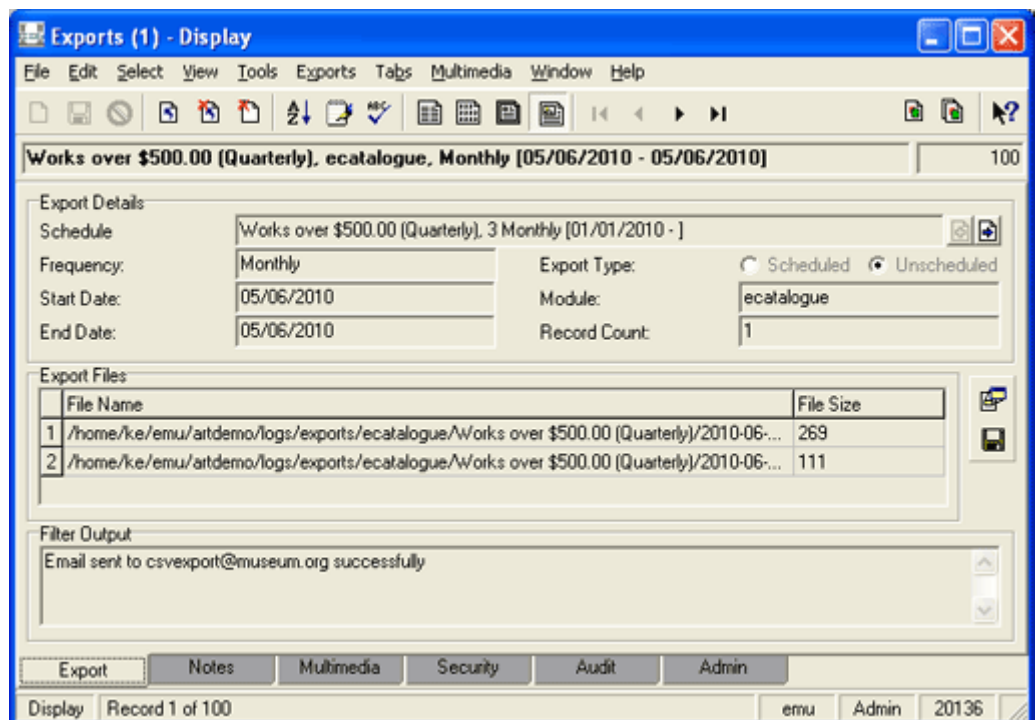 Exports (1) - Display
File Edit Select View Tools Exports Tabs Multimedia Window Help
Works over $500.00 (Quarterly), ecatalogue, Monthly [05/06/2010 - 05/06/2010] 100
Export Details
Schedule Works over $500.00 (Quarterly), 3 Monthly [01/01/2010 - ]
Frequency: Monthly Export Type: Scheduled Unscheduled
Start Date: 05/06/2010 Module: ecatalogue
End Date: 05/06/2010 Record Count: 1
Export Files
File Name File Size
1 /home/ke/emu/artdemo/logs/exports/ecatalogue/Works over $500.00 (Quarterly)/2010-06-... 269
2 /home/ke/emu/artdemo/logs/exports/ecatalogue/Works over $500.00 (Quarterly)/2010-06-... 111
Filter Output
Email sent to csvexport@museum.org successfully
Export Notes Multimedia Security Audit Admin
Display Record 1 of 100 emu Admin 20136